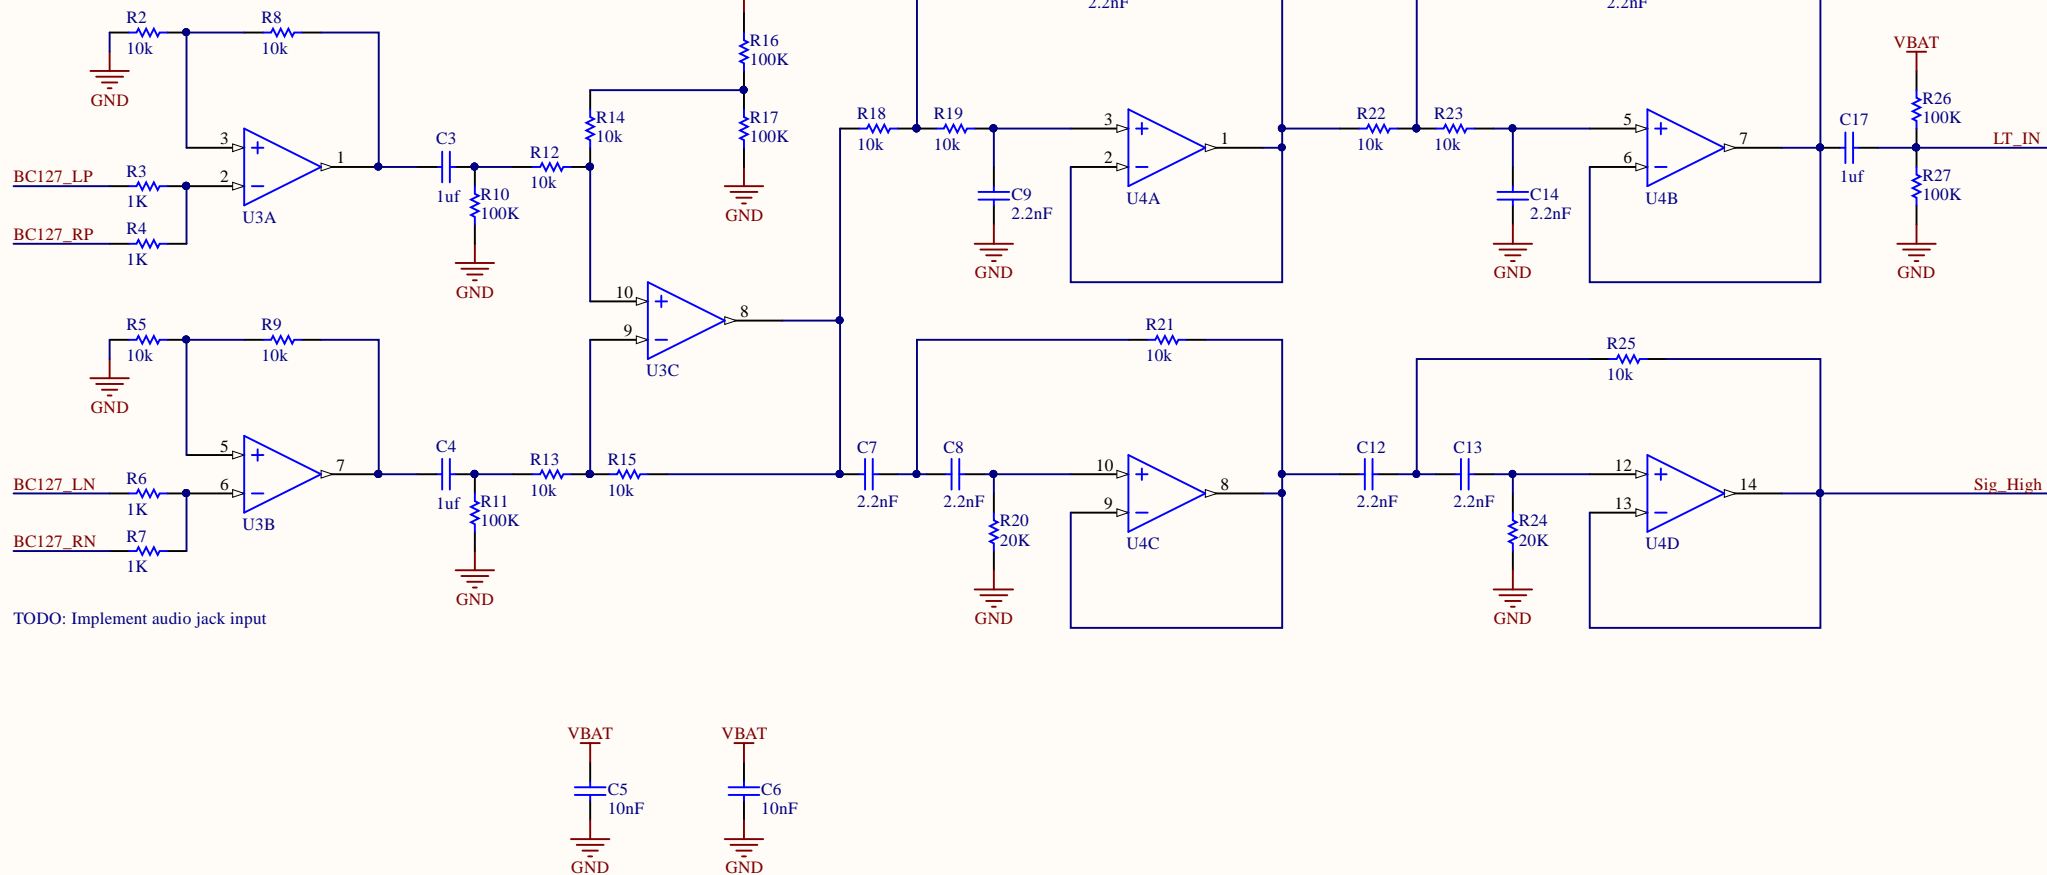 2.2nF
2.2nF
R2
10k
GND
R8
10k
R16
100K
R17
100K
GND
R14
10k
3
2
1
U3A
BC127_LP
R3
1K
BC127_RP
R4
1K
C3
1uf
R10
100K
GND
R12
10k
R18
10k
R19
10k
C9
2.2nF
GND
3
2
1
U4A
R22
10k
R23
10k
C14
2.2nF
GND
5
6
7
U4B
C17
1uf
VBAT
R26
100K
R27
100K
GND
LT_IN
10
9
8
U3C
R5
10k
GND
R9
10k
5
6
7
U3B
BC127_LN
R6
1K
BC127_RN
R7
1K
C4
1uf
R11
100K
GND
R13
10k
R15
10k
C7
2.2nF
C8
2.2nF
R20
20K
GND
R21
10k
10
9
8
U4C
C12
2.2nF
C13
2.2nF
R24
20K
GND
R25
10k
12
13
14
U4D
Sig_High
TODO: Implement audio jack input
VBAT
C5
10nF
GND
VBAT
C6
10nF
GND